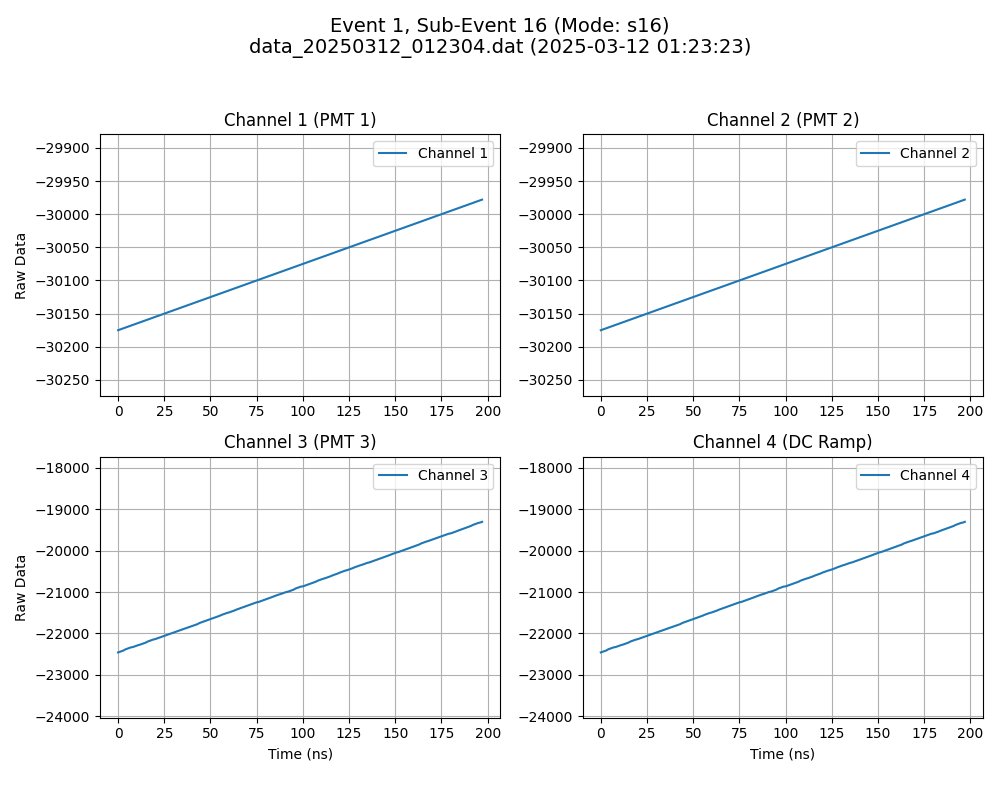 Event 1, Sub-Event 16 (Mode: s16)
data_20250312_012304.dat (2025-03-12 01:23:23)
Channel 1 (PMT 1)
Channel 1
Raw Data
−29900
−29950
−30000
−30050
−30100
−30150
−30200
−30250
0 25 50 75 100 125 150 175 200
Channel 2 (PMT 2)
Channel 2
−29900
−29950
−30000
−30050
−30100
−30150
−30200
−30250
0 25 50 75 100 125 150 175 200
Channel 3 (PMT 3)
Channel 3
Raw Data
−18000
−19000
−20000
−21000
−22000
−23000
−24000
0 25 50 75 100 125 150 175 200
Time (ns)
Channel 4 (DC Ramp)
Channel 4
−18000
−19000
−20000
−21000
−22000
−23000
−24000
0 25 50 75 100 125 150 175 200
Time (ns)